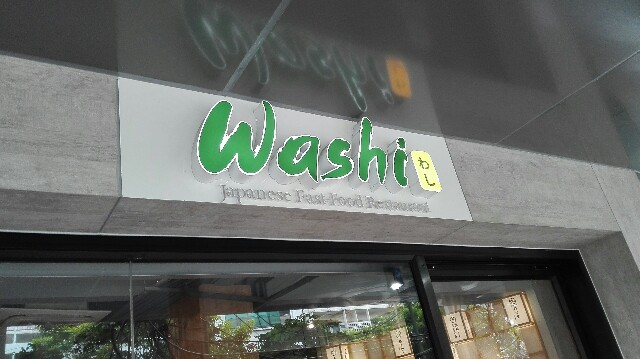 Washi
わし
Japanese Fast-Food Restaurant